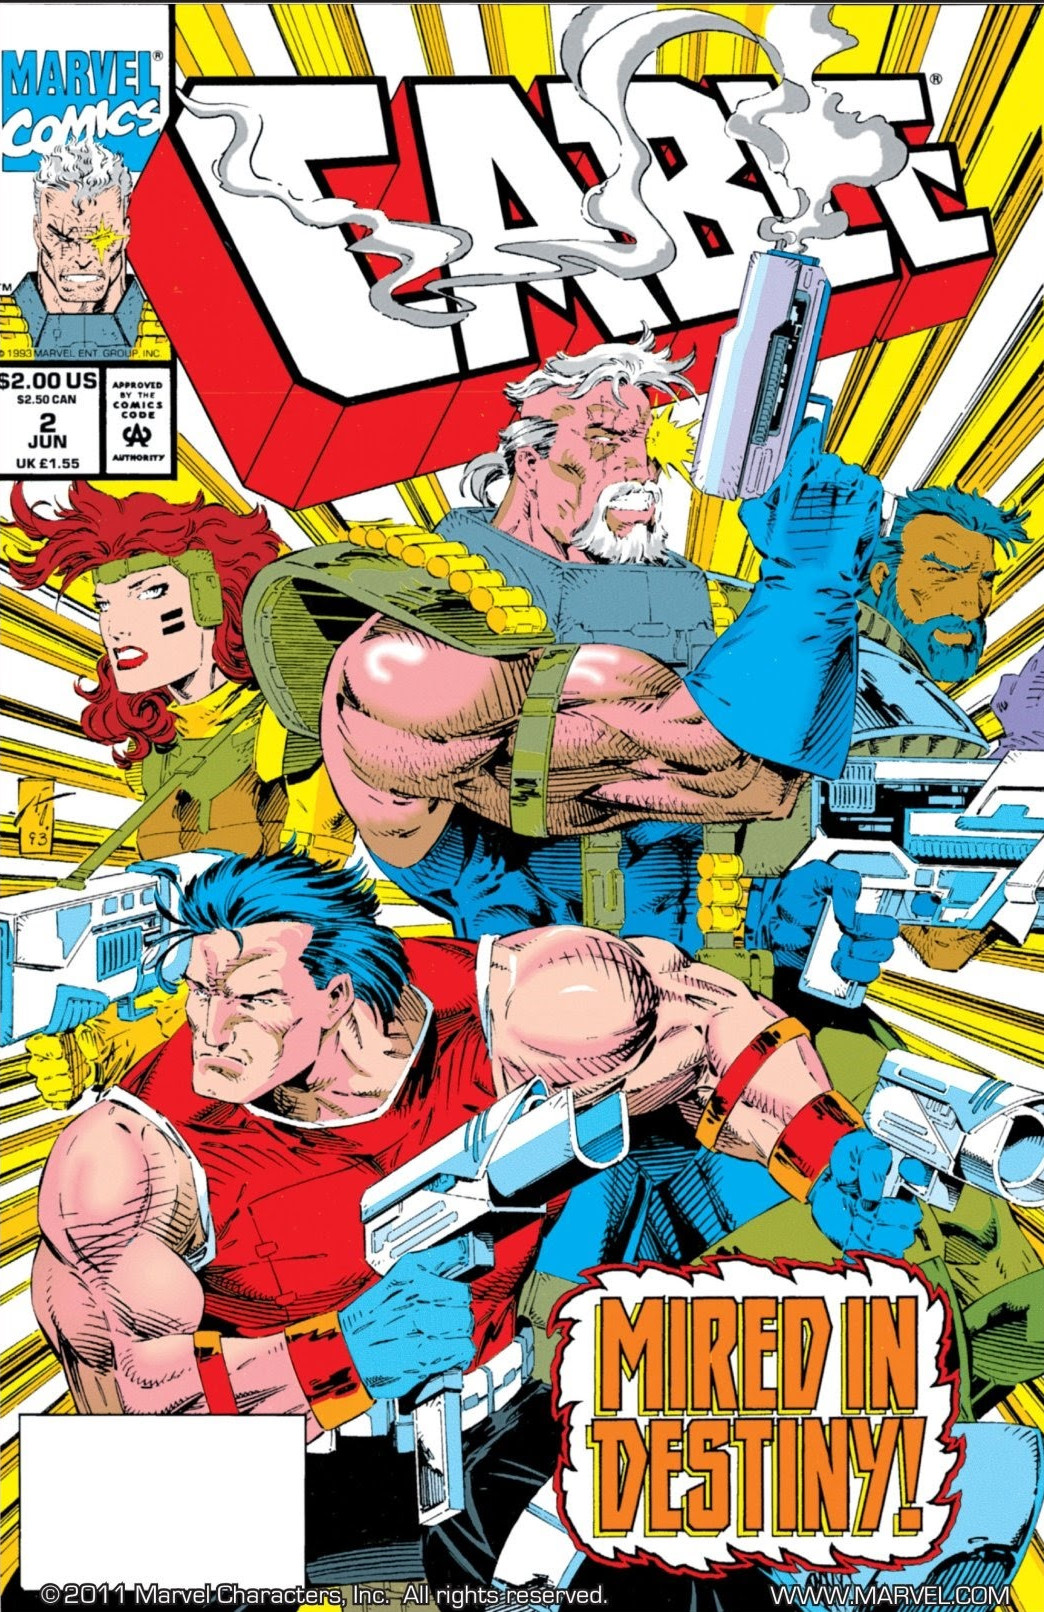 MARVEL®
COMICS
CABLE®
TM
© 1993 MARVEL ENT. GROUP, INC.
$2.00 US
$2.50 CAN
2
JUN
UK £1.55
APPROVED
BY THE
COMICS
CODE
CA
AUTHORITY
93
MIRED IN
DESTINY!
© 2011 Marvel Characters, Inc. All rights reserved.
WWW.MARVEL.COM